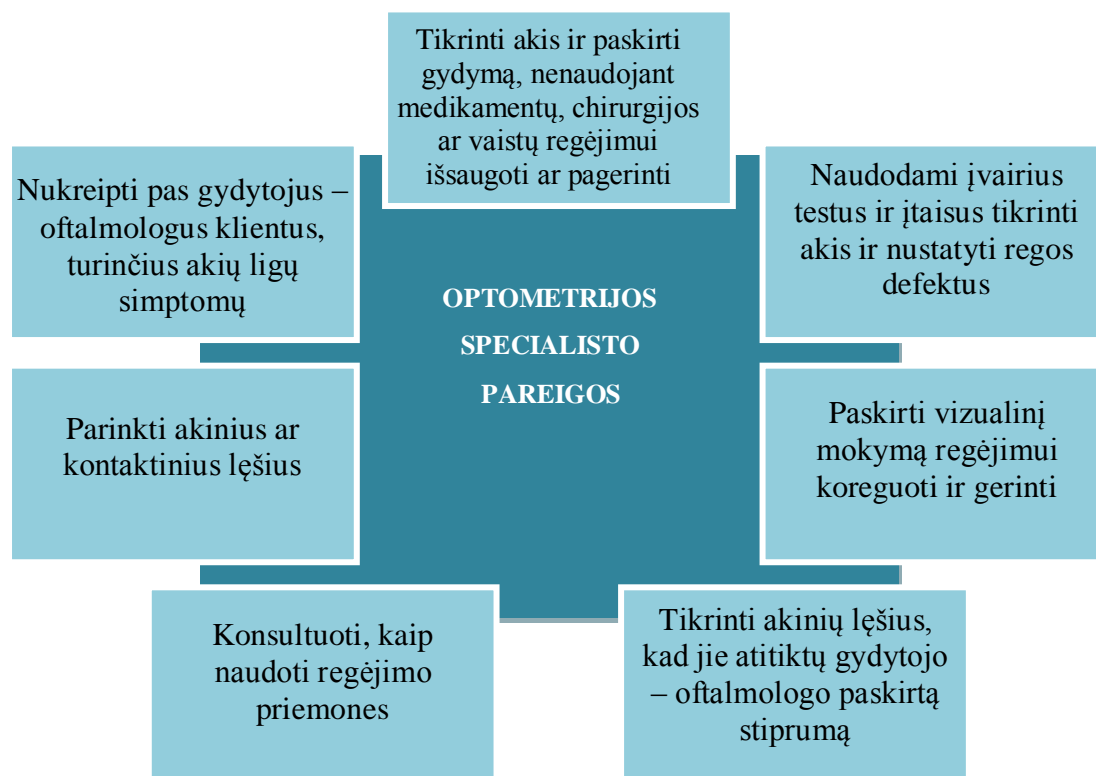 Tikrinti akis ir paskirti
gydymą, nenaudojant
medikamentų, chirurgijos
ar vaistų regėjimui
išsaugoti ar pagerinti
Nukreipti pas gydytojus –
oftalmologus klientus,
turinčius akių ligų
simptomų
Naudodami įvairius
testus ir įtaisus tikrinti
akis ir nustatyti regos
defektus
OPTOMETRIJOS
SPECIALISTO
PAREIGOS
Parinkti akinius ar
kontaktinius lęšius
Paskirti vizualinį
mokymą regėjimui
koreguoti ir gerinti
Konsultuoti, kaip
naudoti regėjimo
priemones
Tikrinti akinių lęšius,
kad jie atitiktų gydytojo
– oftalmologo paskirtą
stiprumą